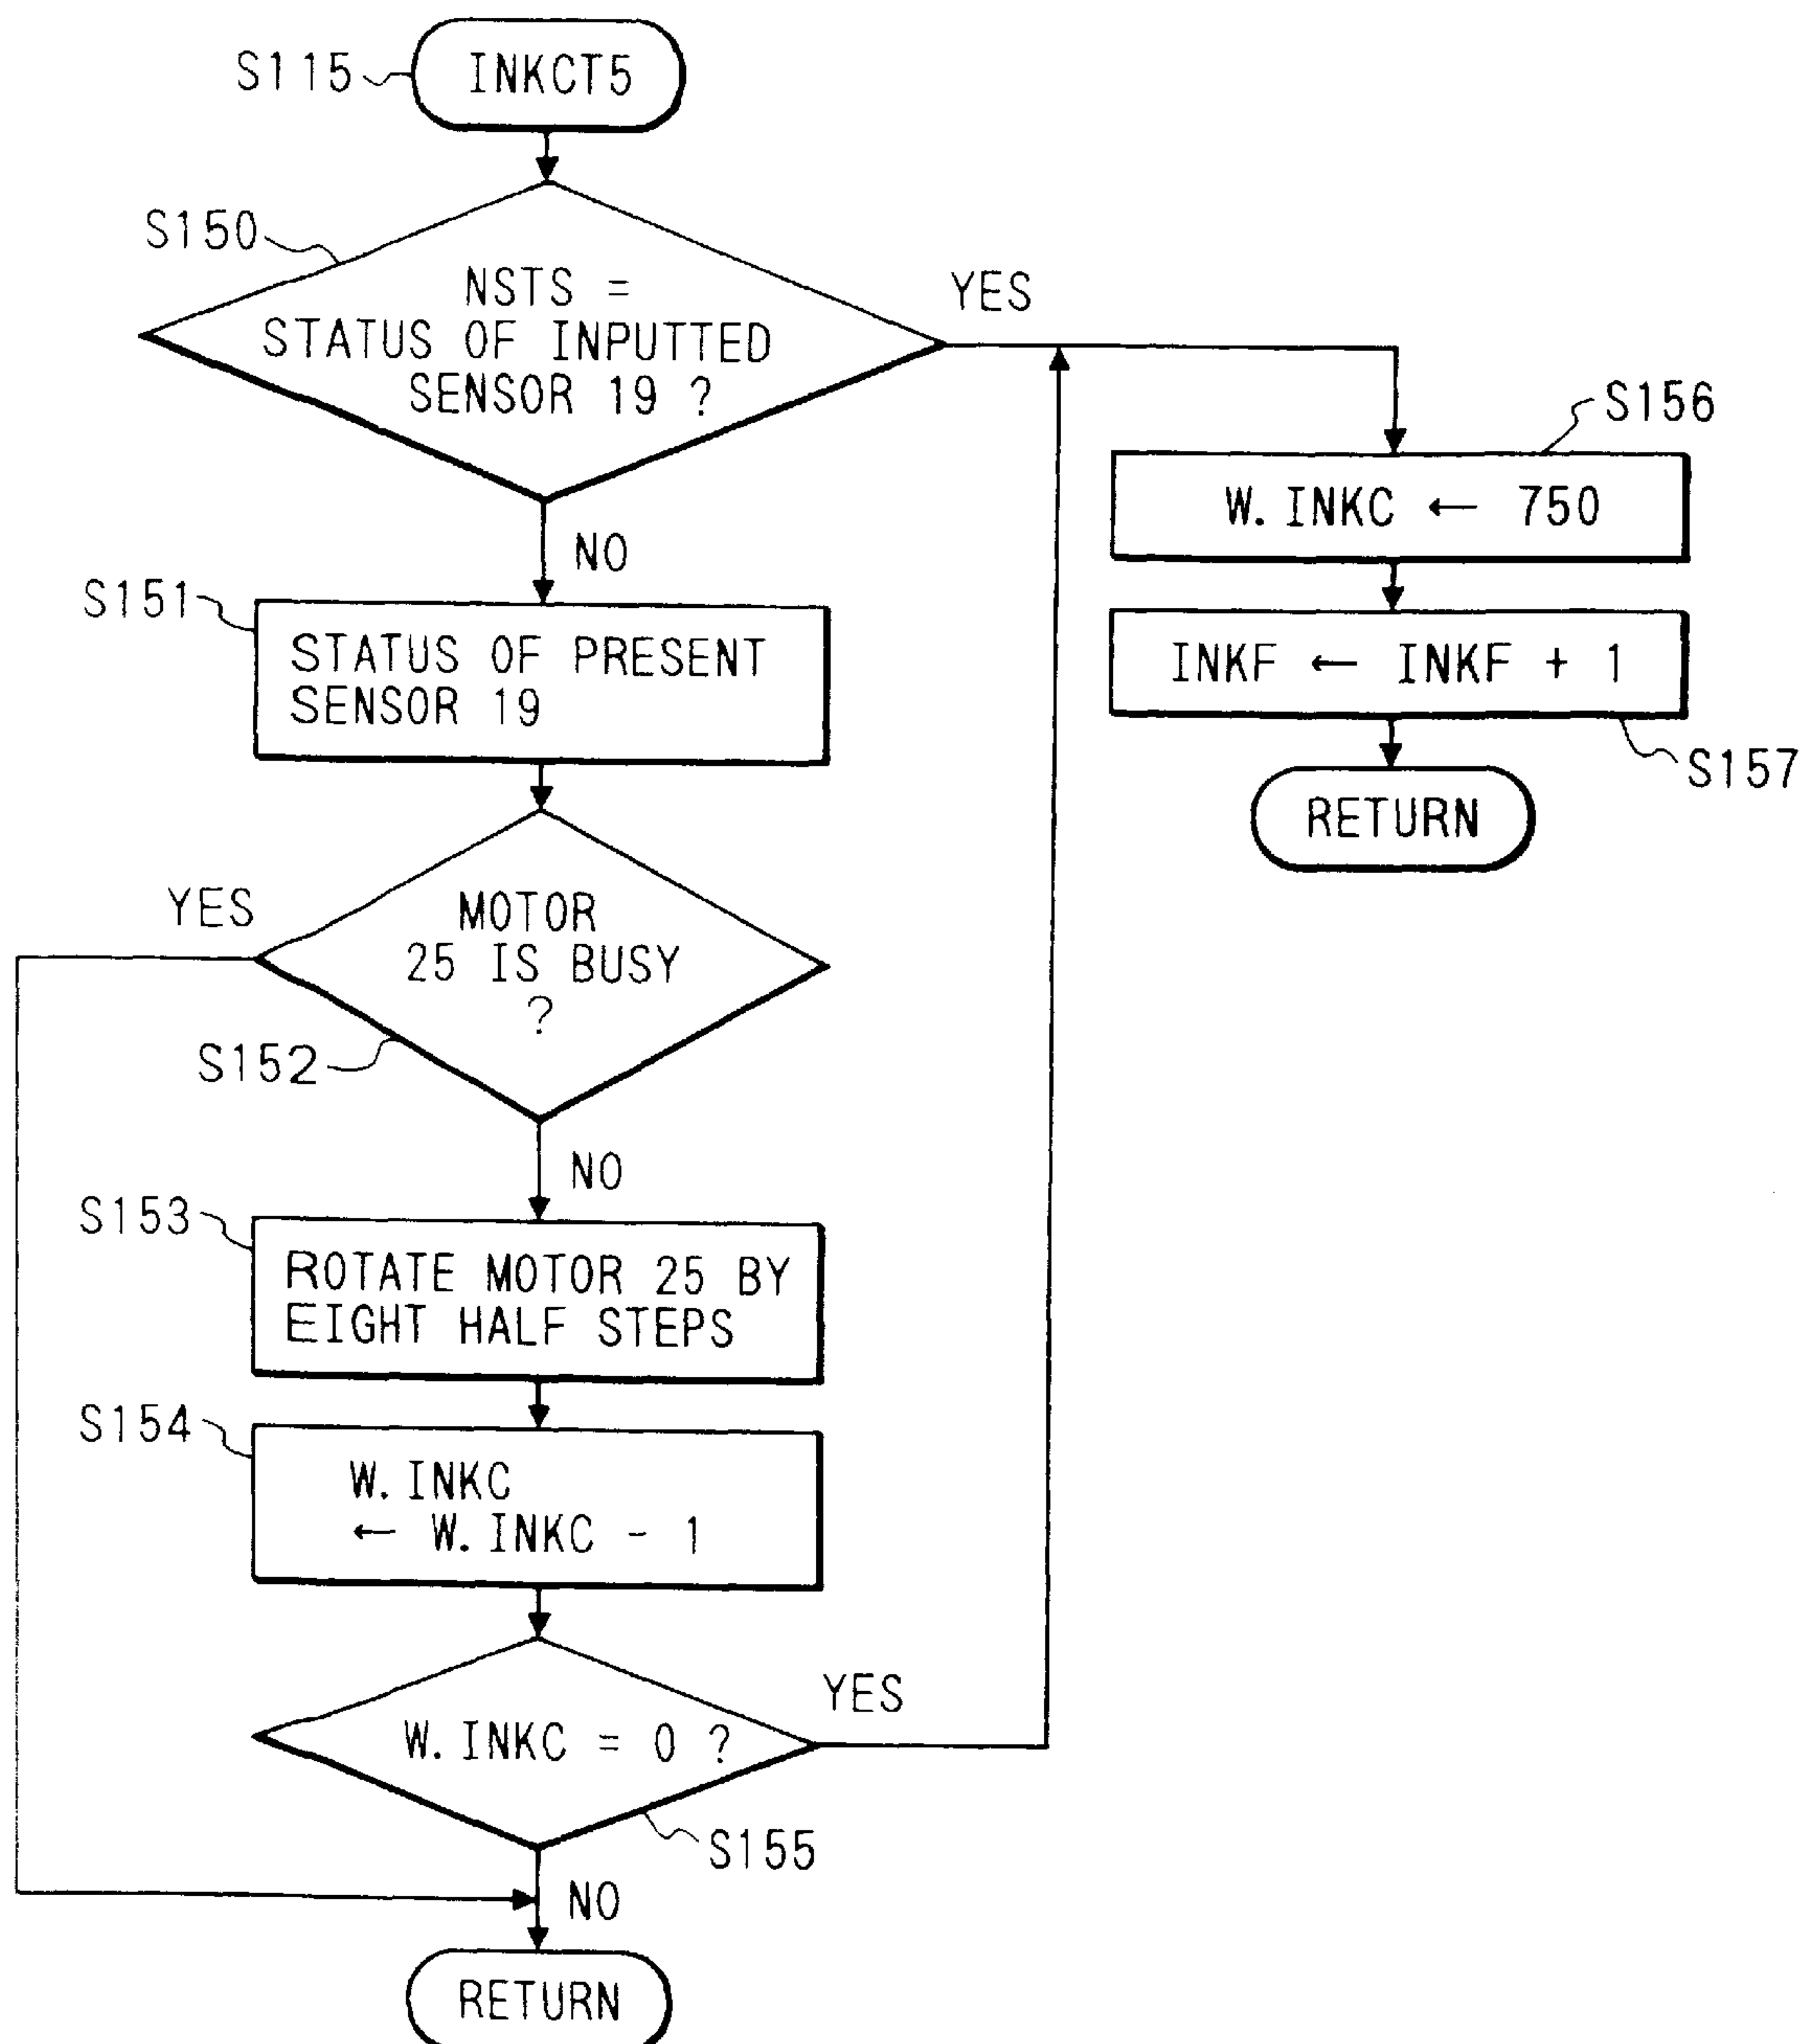 S115
INKCT5
S150
NSTS =
STATUS OF INPUTTED
SENSOR 19 ?
YES
NO
S151
STATUS OF PRESENT
SENSOR 19
YES
MOTOR
25 IS BUSY
?
S152
NO
S153
ROTATE MOTOR 25 BY
EIGHT HALF STEPS
S154
W. INKC
← W. INKC - 1
W. INKC = 0 ?
YES
S155
NO
RETURN
S156
W. INKC ← 750
INKF ← INKF + 1
S157
RETURN